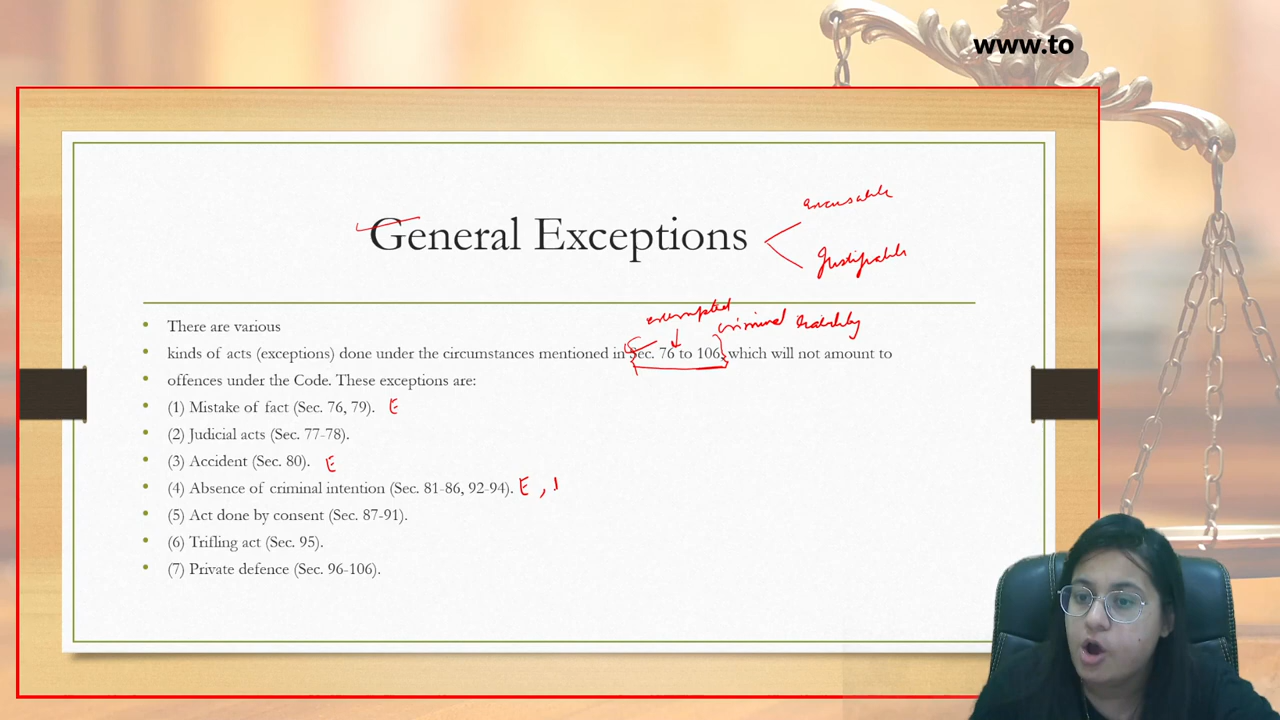 www.to
excusable
General Exceptions
Justifiable
exempted
criminal liability
• There are various
• kinds of acts (exceptions) done under the circumstances mentioned in Sec. 76 to 106, which will not amount to
• offences under the Code. These exceptions are:
• (1) Mistake of fact (Sec. 76, 79). E
• (2) Judicial acts (Sec. 77-78).
• (3) Accident (Sec. 80). E
• (4) Absence of criminal intention (Sec. 81-86, 92-94). E ,
• (5) Act done by consent (Sec. 87-91).
• (6) Trifling act (Sec. 95).
• (7) Private defence (Sec. 96-106).